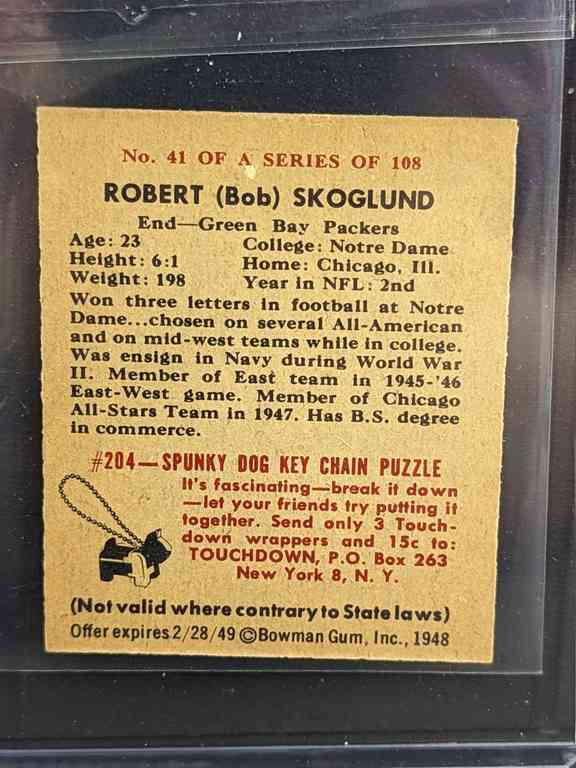 No. 41 OF A SERIES OF 108
ROBERT (Bob) SKOGLUND
End—Green Bay Packers
Age: 23 College: Notre Dame
Height: 6:1 Home: Chicago, Ill.
Weight: 198 Year in NFL: 2nd
Won three letters in football at Notre
Dame...chosen on several All-American
and on mid-west teams while in college.
Was ensign in Navy during World War
II. Member of East team in 1945-'46
East-West game. Member of Chicago
All-Stars Team in 1947. Has B.S. degree
in commerce.
#204—SPUNKY DOG KEY CHAIN PUZZLE
It's fascinating—break it down
—let your friends try putting it
together. Send only 3 Touch-
down wrappers and 15c to:
TOUCHDOWN, P.O. Box 263
New York 8, N. Y.
(Not valid where contrary to State laws)
Offer expires 2/28/49 ©Bowman Gum, Inc., 1948